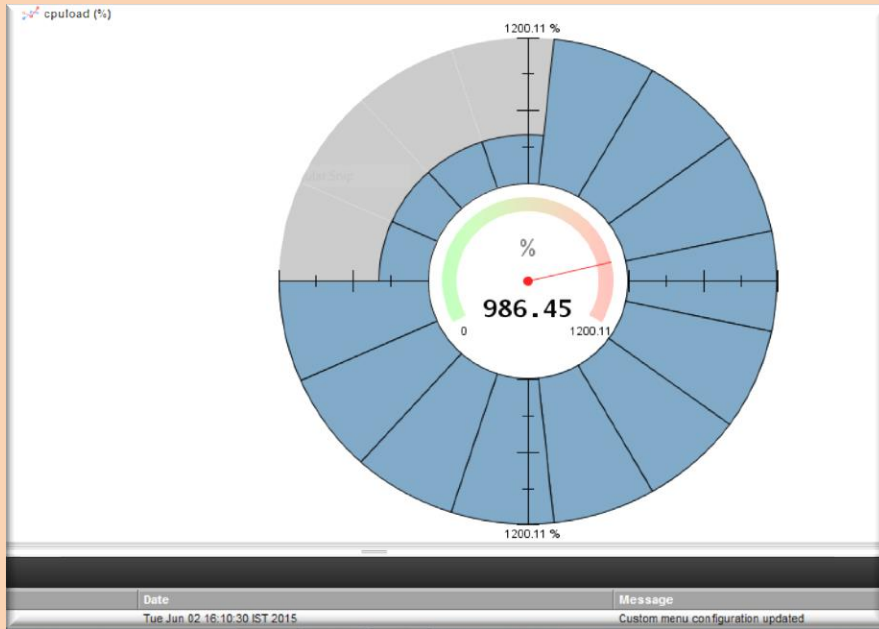 cpuload (%)
1200.11 %
%
986.45
0
1200.11
1200.11 %
Date
Message
Tue Jun 02 16:10:30 IST 2015
Custom menu configuration updated